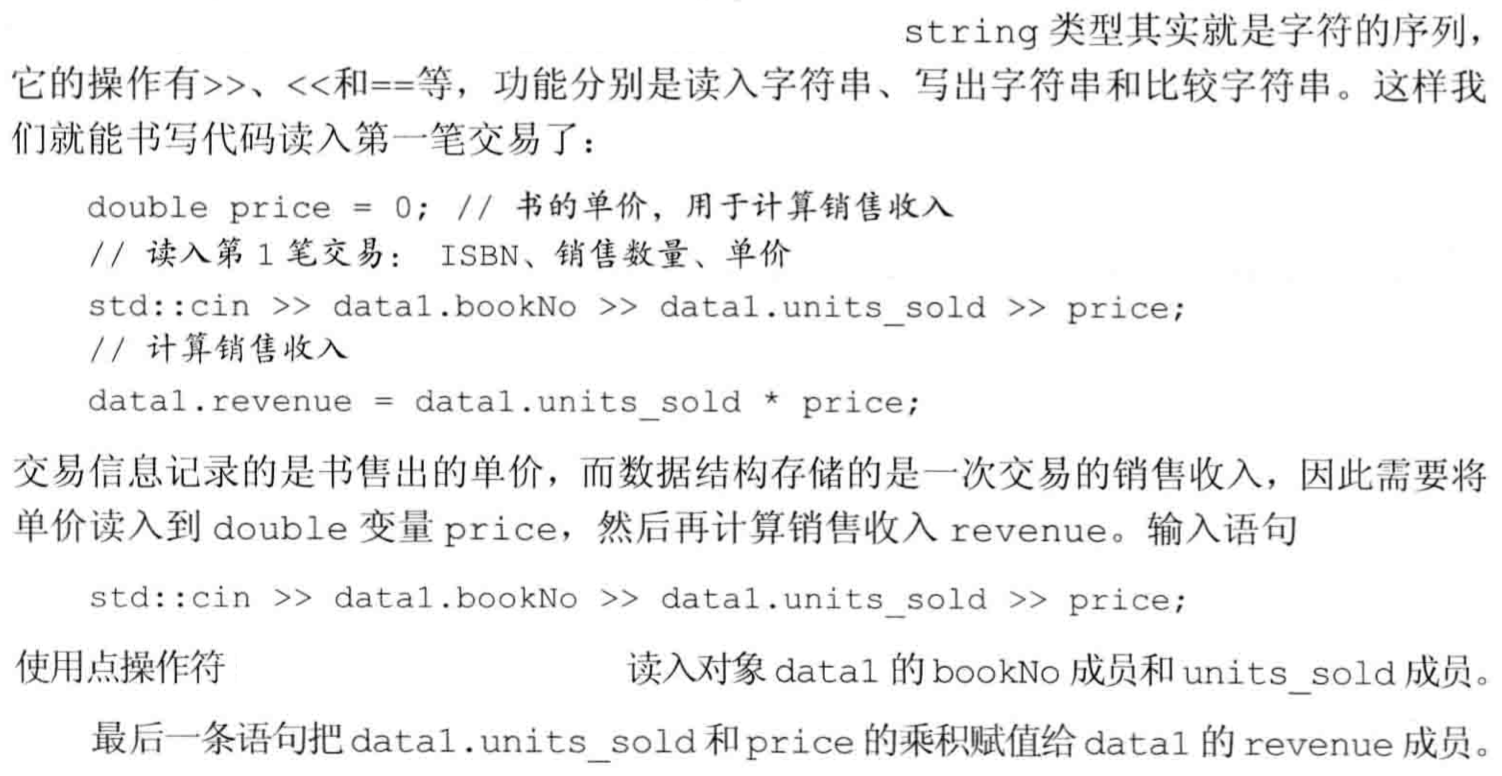 string 类型其实就是字符的序列，
它的操作有>>、<<和==等，功能分别是读入字符串、写出字符串和比较字符串。这样我
们就能书写代码读入第一笔交易了：
double price = 0; // 书的单价，用于计算销售收入
// 读入第 1 笔交易： ISBN、销售数量、单价
std::cin >> data1.bookNo >> data1.units_sold >> price;
// 计算销售收入
data1.revenue = data1.units_sold * price;
交易信息记录的是书售出的单价，而数据结构存储的是一次交易的销售收入，因此需要将
单价读入到 double 变量 price，然后再计算销售收入 revenue。输入语句
std::cin >> data1.bookNo >> data1.units_sold >> price;
使用点操作符 读入对象 data1 的 bookNo 成员和 units_sold 成员。
最后一条语句把 data1.units_sold 和 price 的乘积赋值给 data1 的 revenue 成员。